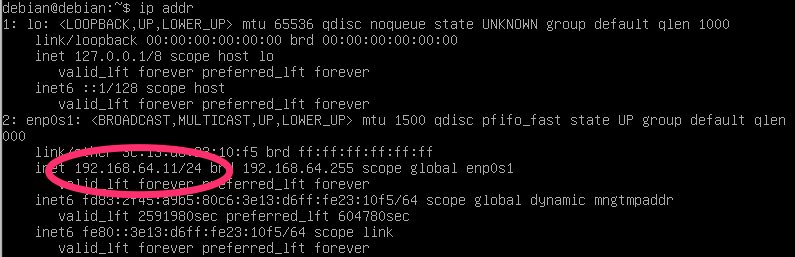 debian@debian:~$ ip addr
1: lo: <LOOPBACK,UP,LOWER_UP> mtu 65536 qdisc noqueue state UNKNOWN group default qlen 1000
link/loopback 00:00:00:00:00:00 brd 00:00:00:00:00:00
inet 127.0.0.1/8 scope host lo
valid_lft forever preferred_lft forever
inet6 ::1/128 scope host
valid_lft forever preferred_lft forever
2: enp0s1: <BROADCAST,MULTICAST,UP,LOWER_UP> mtu 1500 qdisc pfifo_fast state UP group default qlen
000
link/ether brd ff:ff:ff:ff:ff:ff
inet 192.168.64.11/24 brd 192.168.64.255 scope global enp0s1
valid_lft forever preferred_lft forever
inet6 fd83:2f45:a9b5:80c6:3e13:d6ff:fe23:10f5/64 scope global dynamic mngtmpaddr
valid_lft 2591980sec preferred_lft 604780sec
inet6 fe80::3e13:d6ff:fe23:10f5/64 scope link
valid_lft forever preferred_lft forever